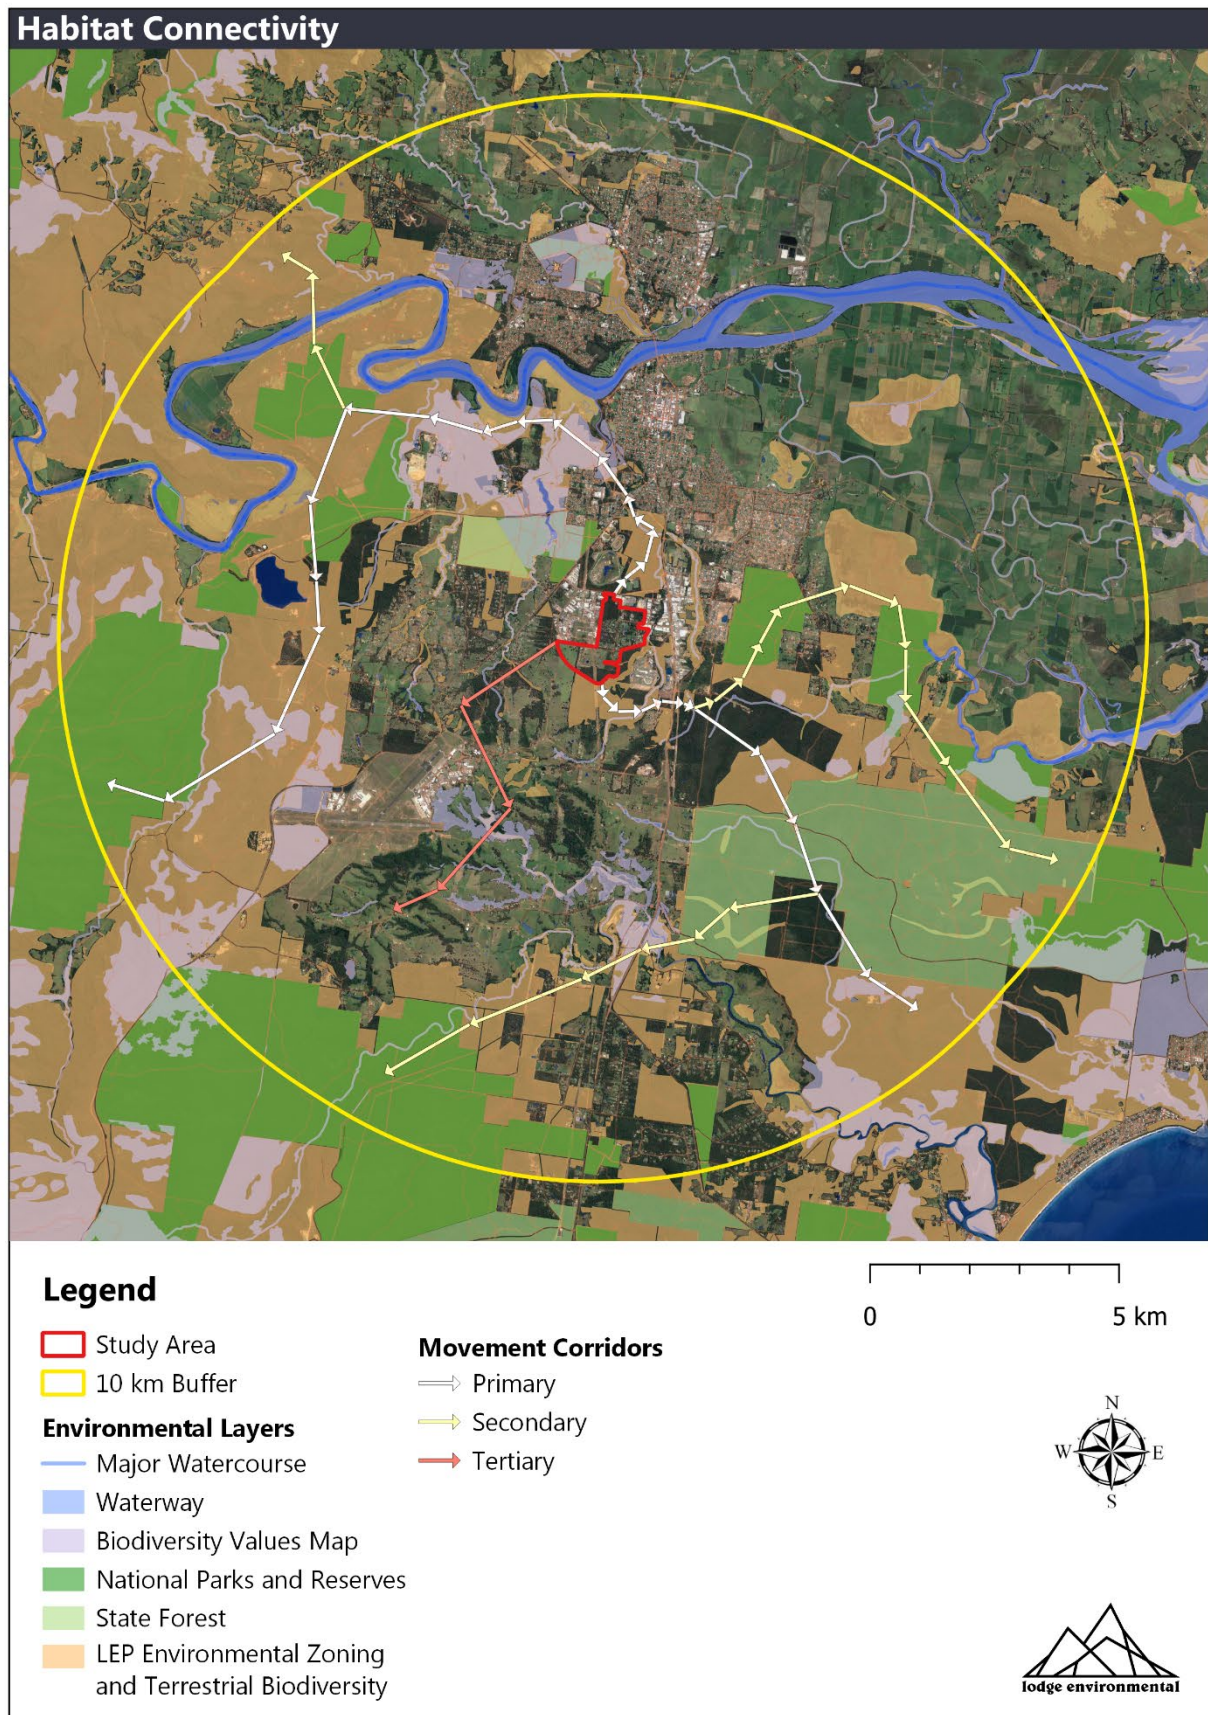 Habitat Connectivity
Legend
Study Area
10 km Buffer
Environmental Layers
Major Watercourse
Waterway
Biodiversity Values Map
National Parks and Reserves
State Forest
LEP Environmental Zoning
and Terrestrial Biodiversity
Movement Corridors
Primary
Secondary
Tertiary
0 5 km
N
W E
S
lodge environmental